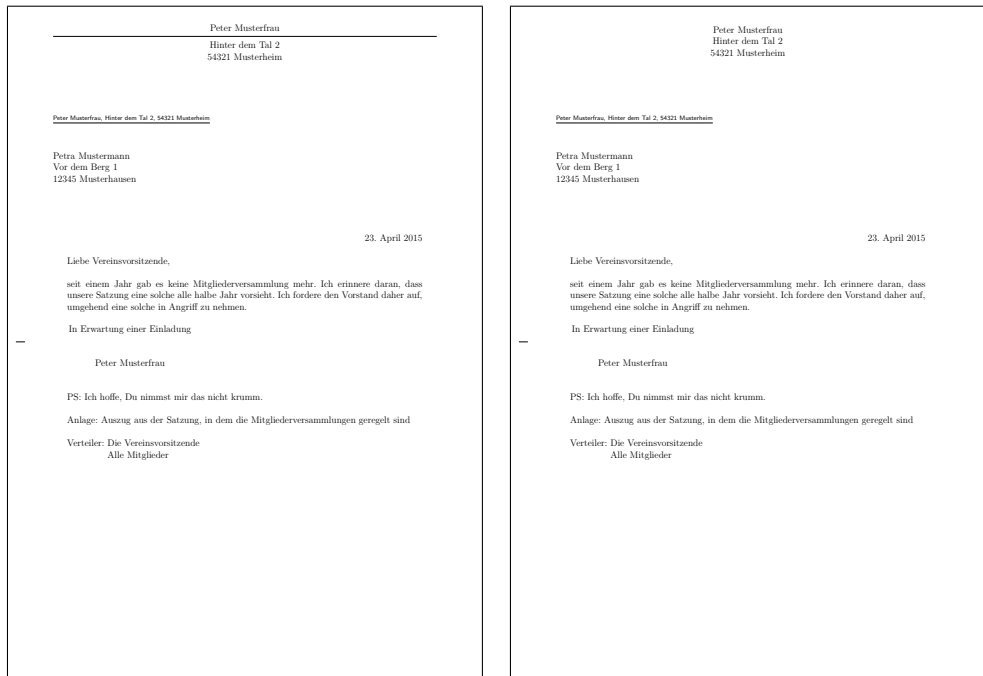 Peter Musterfrau
Hinter dem Tal 2
54321 Musterheim
Peter Musterfrau, Hinter dem Tal 2, 54321 Musterheim
Petra Mustermann
Vor dem Berg 1
12345 Musterhausen
23. April 2015
Liebe Vereinsvorsitzende,
seit einem Jahr gab es keine Mitgliederversammlung mehr. Ich erinnere daran, dass
unsere Satzung eine solche alle halbe Jahr vorsieht. Ich fordere den Vorstand daher auf,
umgehend eine solche in Angriff zu nehmen.
In Erwartung einer Einladung
Peter Musterfrau
PS: Ich hoffe, Du nimmst mir das nicht krumm.
Anlage: Auszug aus der Satzung, in dem die Mitgliederversammlungen geregelt sind
Verteiler: Die Vereinsvorsitzende
Alle Mitglieder
Peter Musterfrau
Hinter dem Tal 2
54321 Musterheim
Peter Musterfrau, Hinter dem Tal 2, 54321 Musterheim
Petra Mustermann
Vor dem Berg 1
12345 Musterhausen
23. April 2015
Liebe Vereinsvorsitzende,
seit einem Jahr gab es keine Mitgliederversammlung mehr. Ich erinnere daran, dass
unsere Satzung eine solche alle halbe Jahr vorsieht. Ich fordere den Vorstand daher auf,
umgehend eine solche in Angriff zu nehmen.
In Erwartung einer Einladung
Peter Musterfrau
PS: Ich hoffe, Du nimmst mir das nicht krumm.
Anlage: Auszug aus der Satzung, in dem die Mitgliederversammlungen geregelt sind
Verteiler: Die Vereinsvorsitzende
Alle Mitglieder